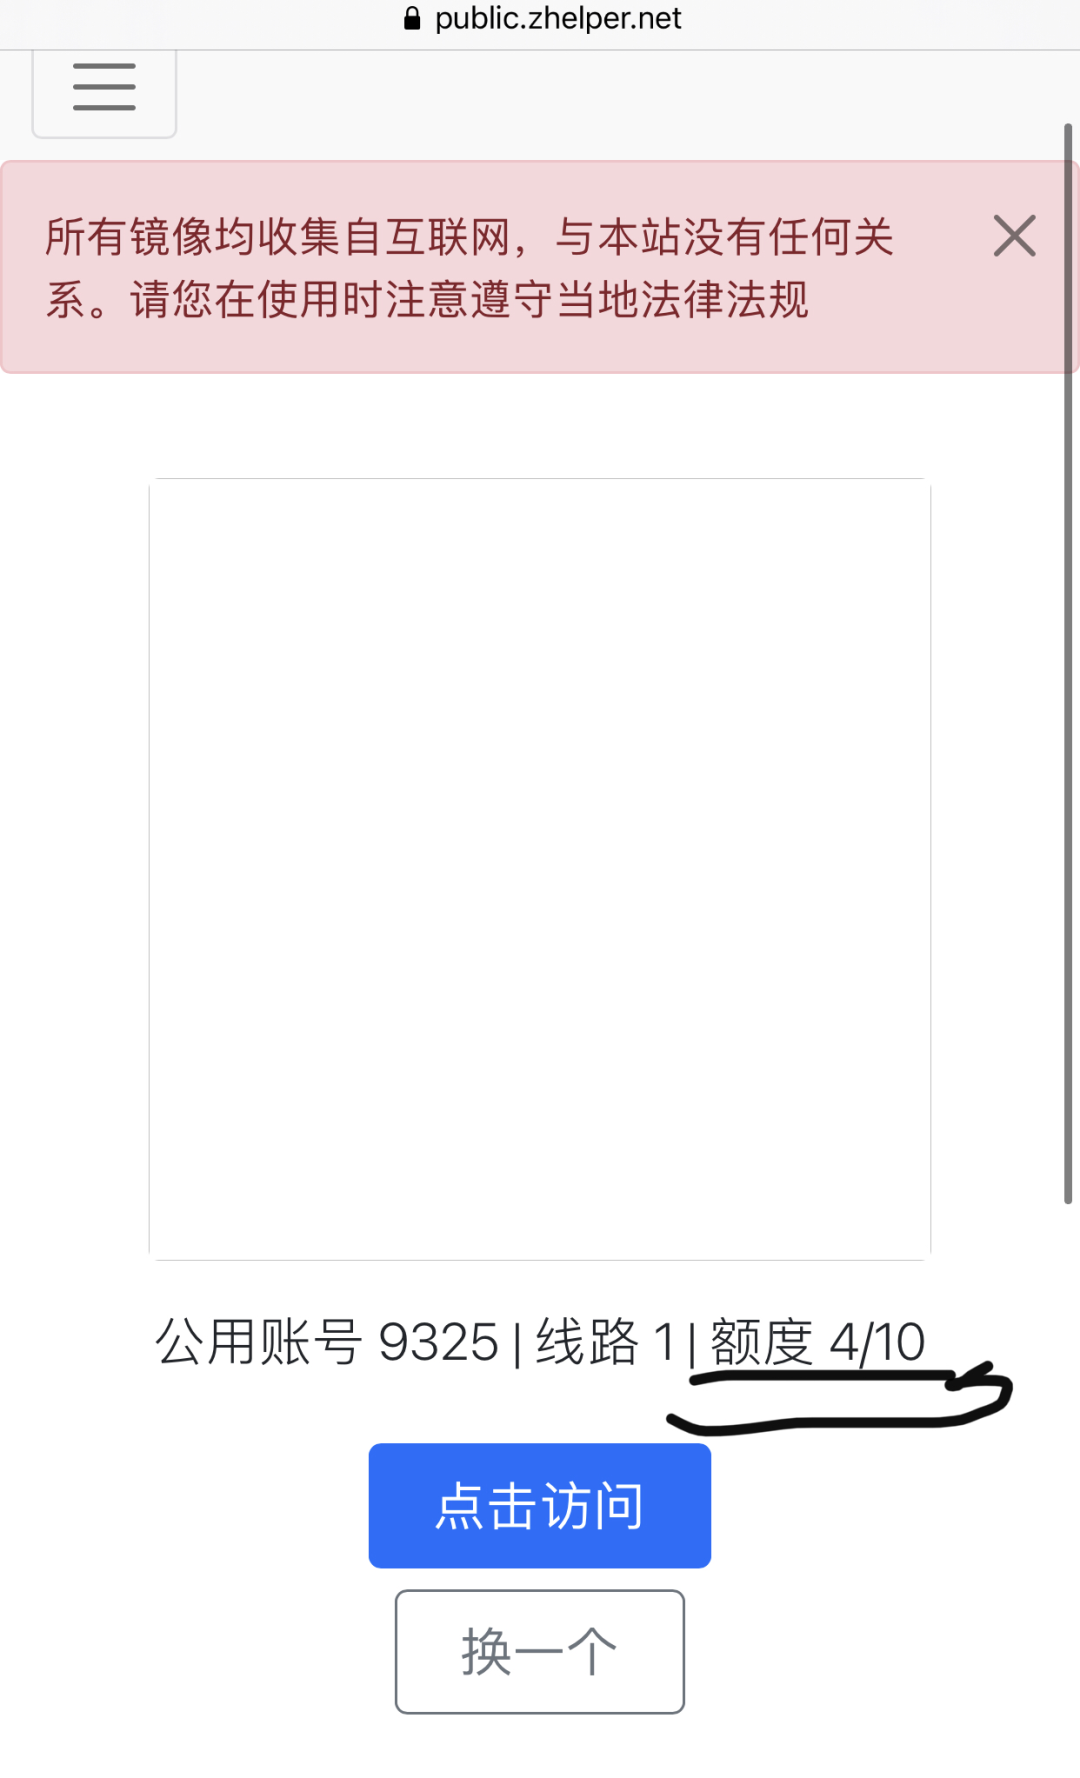 public.zhelper.net
所有镜像均收集自互联网，与本站没有任何关
系。请您在使用时注意遵守当地法律法规
公用账号 9325 | 线路 1 | 额度 4/10
点击访问
换一个